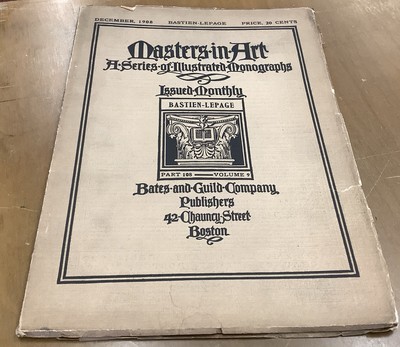 DECEMBER, 1908 BASTIEN-LEPAGE PRICE, 20 CENTS
Masters-in-Art
A-Series-of-Illustrated-Monographs
Issued-Monthly
BASTIEN-LEPAGE
PART 108 VOLUME 9
Bates-and-Guild-Company
Publishers
42-Chauncy-Street
Boston